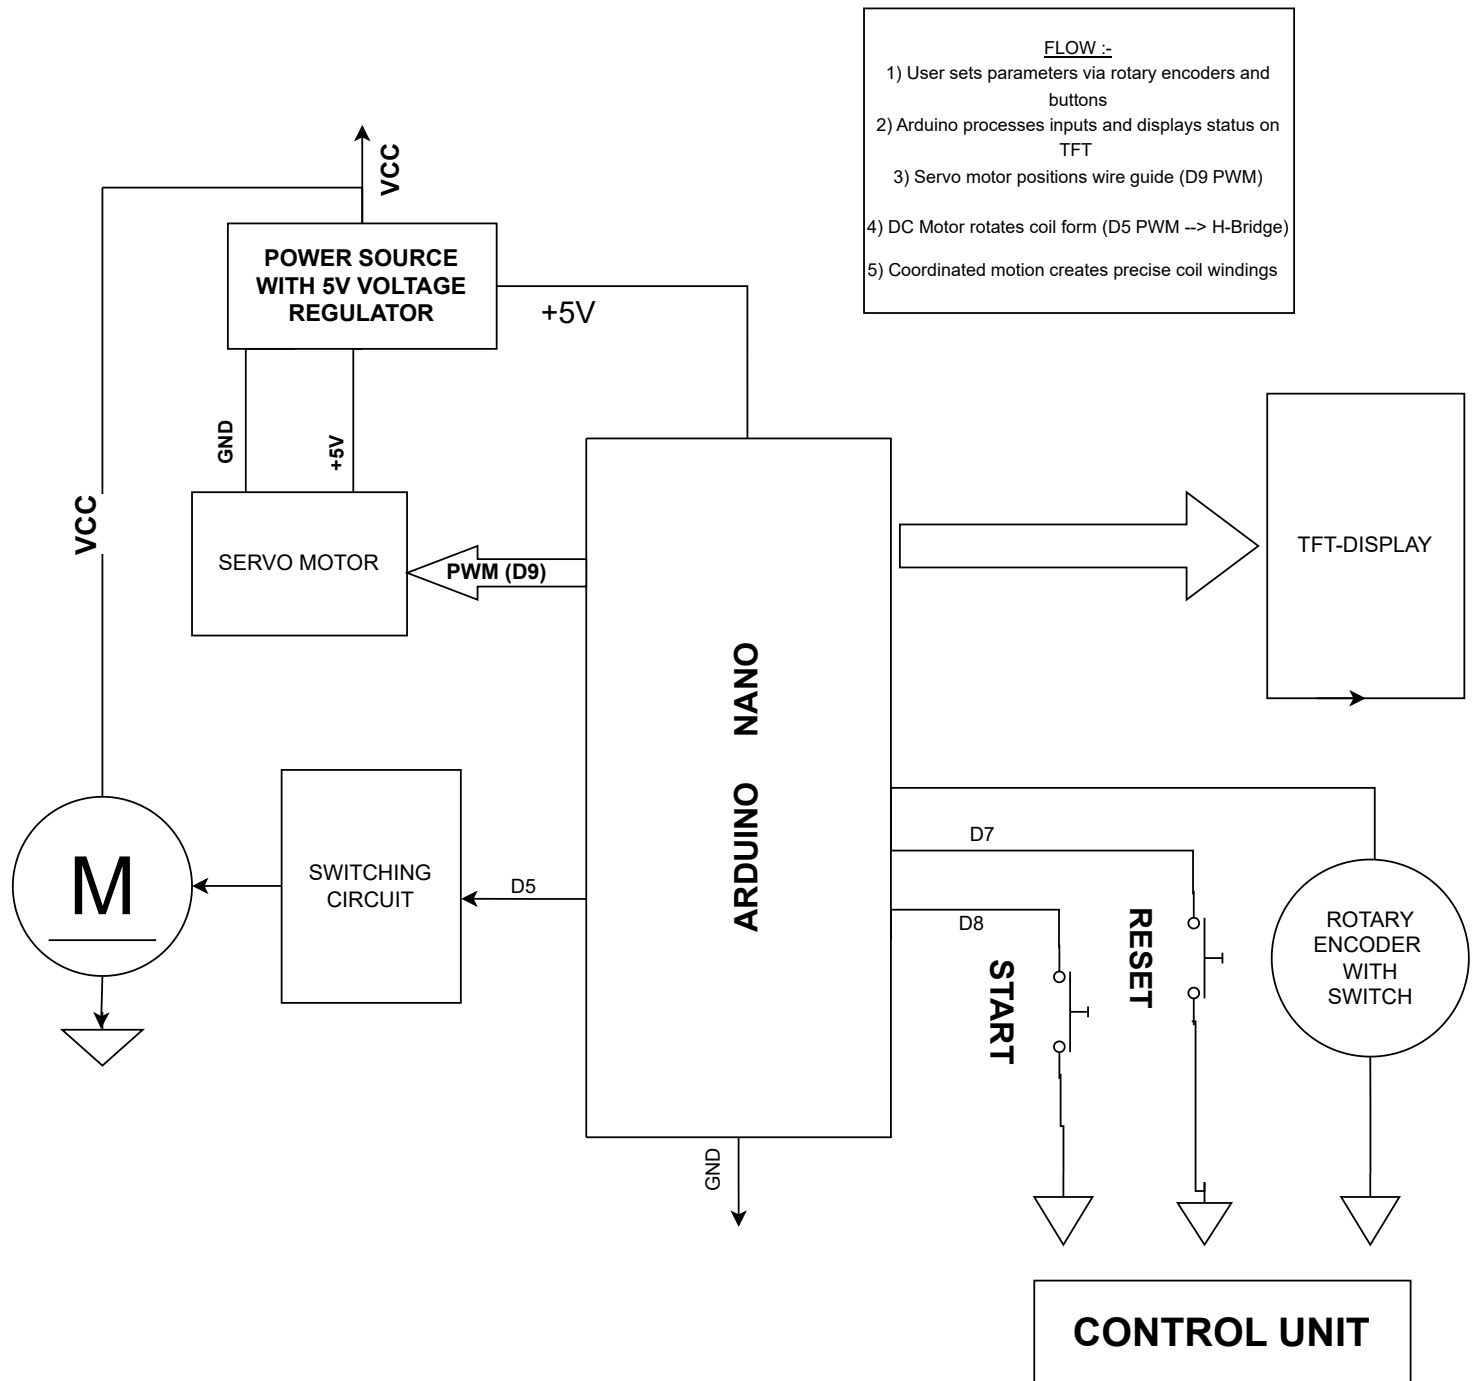 FLOW :-
1) User sets parameters via rotary encoders and
buttons
2) Arduino processes inputs and displays status on
TFT
3) Servo motor positions wire guide (D9 PWM)
4) DC Motor rotates coil form (D5 PWM --> H-Bridge)
5) Coordinated motion creates precise coil windings
VCC
POWER SOURCE
WITH 5V VOLTAGE
REGULATOR
+5V
GND
+5V
VCC
SERVO MOTOR
PWM (D9)
TFT-DISPLAY
ARDUINO NANO
M
SWITCHING
CIRCUIT
D5
D7
D8
START
RESET
ROTARY
ENCODER
WITH
SWITCH
GND
CONTROL UNIT